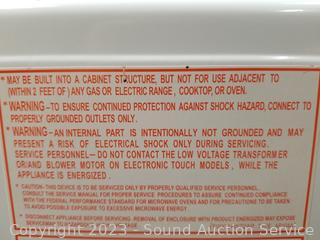 * MAY BE BUILT INTO A CABINET STRUCTURE, BUT NOT FOR USE ADJACENT TO
(WITHIN 2 FEET OF) ANY GAS OR ELECTRIC RANGE, COOKTOP, OR OVEN.
* WARNING-TO ENSURE CONTINUED PROTECTION AGAINST SHOCK HAZARD, CONNECT TO
PROPERLY GROUNDED OUTLETS ONLY.
* WARNING-AN INTERNAL PART IS INTENTIONALLY NOT GROUNDED AND MAY
PRESENT A RISK OF ELECTRICAL SHOCK ONLY DURING SERVICING.
SERVICE PERSONNEL-DO NOT CONTACT THE LOW VOLTAGE TRANSFORMER
OR/AND BLOWER MOTOR ON ELECTRONIC TOUCH MODELS, WHILE THE
APPLIANCE IS ENERGIZED.
* CAUTION-THIS DEVICE IS TO BE SERVICED ONLY BY PROPERLY QUALIFIED SERVICE PERSONNEL.
CONSULT THE SERVICE MANUAL FOR PROPER SERVICE PROCEDURES TO ASSURE CONTINUED COMPLIANCE
WITH THE FEDERAL PERFORMANCE STANDARD FOR MICROWAVE OVENS AND FOR PRECAUTIONS TO BE TAKEN
TO AVOID POSSIBLE EXPOSURE TO EXCESSIVE MICROWAVE ENERGY.
* DISCONNECT APPLIANCE BEFORE SERVICING. REMOVAL OF ENCLOSURE WITH PRODUCT ENERGIZED MAY EXPOSE
Copyright 2023 - Sound Auction Service